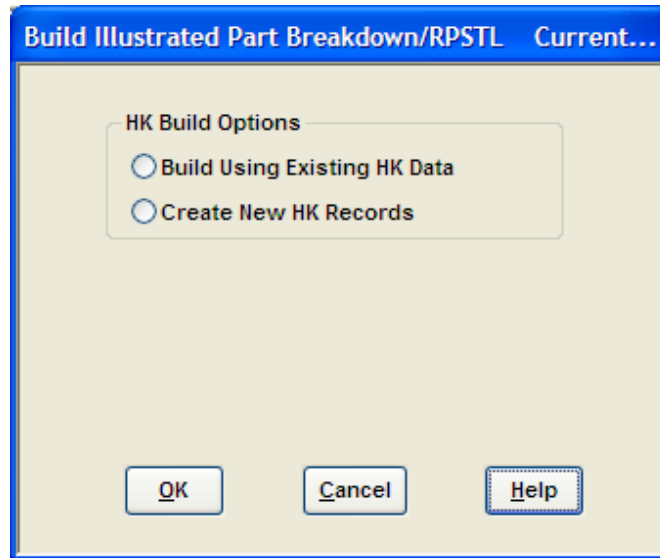 Build Illustrated Part Breakdown/RPSTL Current...
HK Build Options
Build Using Existing HK Data
Create New HK Records
OK Cancel Help